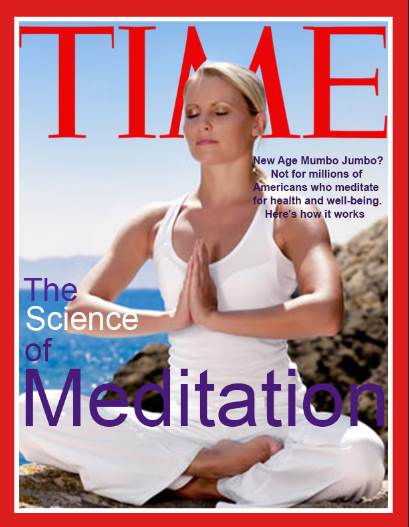 TIME
New Age Mumbo Jumbo?
Not for millions of
Americans who meditate
for health and well-being.
Here's how it works
The
Science
of
Meditation